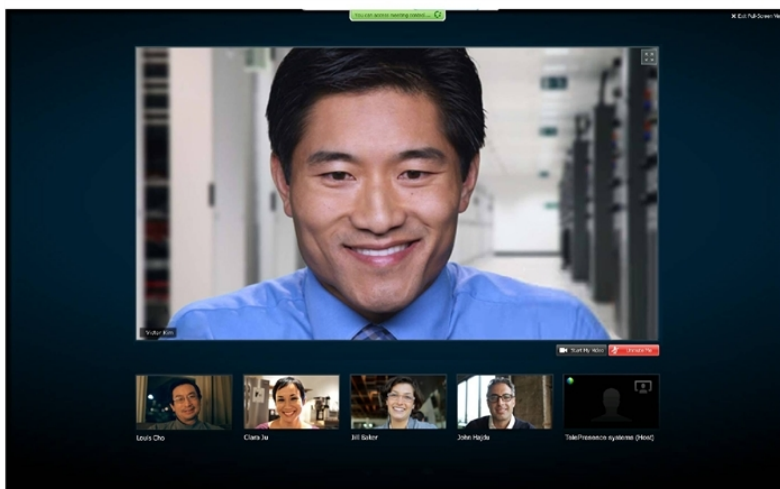 You can access meeting control ...
Exit Full-Screen View
Victor Kim
Start My Video
Unmute Me
Louis Cho
Clara Ju
Jill Baker
John Hajdu
TelePresence systems (Host)